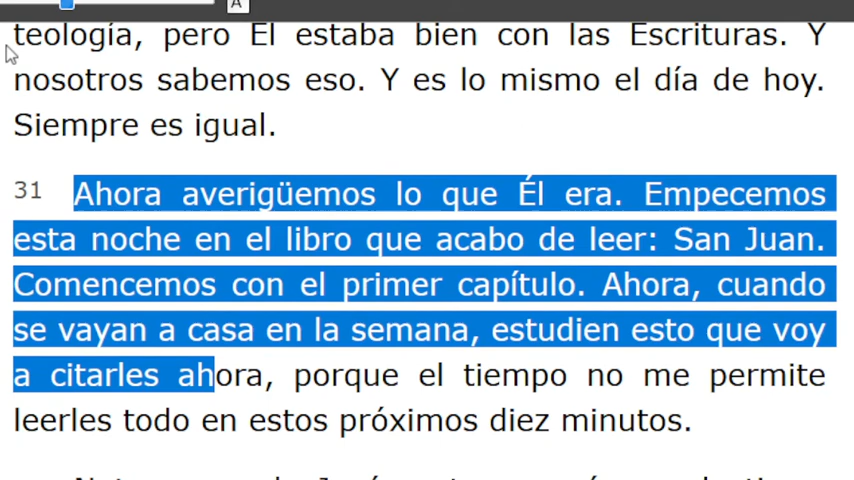 A
teología, pero Él estaba bien con las Escrituras. Y
nosotros sabemos eso. Y es lo mismo el día de hoy.
Siempre es igual.
31 Ahora averigüemos lo que Él era. Empecemos
esta noche en el libro que acabo de leer: San Juan.
Comencemos con el primer capítulo. Ahora, cuando
se vayan a casa en la semana, estudien esto que voy
a citarles ahora, porque el tiempo no me permite
leerles todo en estos próximos diez minutos.